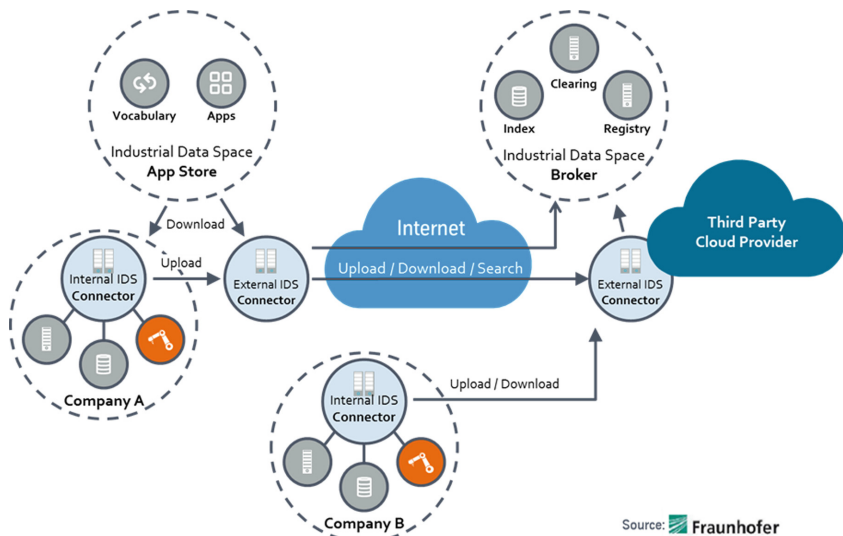 Vocabulary
Apps
Industrial Data Space
App Store
Clearing
Index
Registry
Industrial Data Space
Broker
Download
Internet
Third Party
Cloud Provider
Upload
Upload / Download / Search
Internal IDS
Connector
External IDS
Connector
External IDS
Connector
Company A
Upload / Download
Internal IDS
Connector
Company B
Source: Fraunhofer